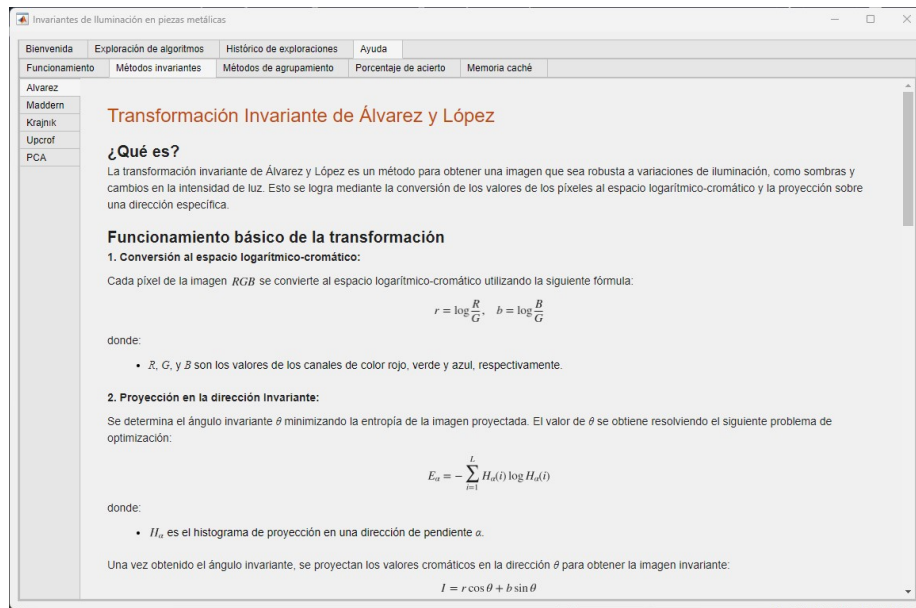 Invariantes de Iluminación en piezas metálicas
Bienvenida Exploración de algoritmos Histórico de exploraciones Ayuda
Funcionamiento Métodos invariantes Métodos de agrupamiento Porcentaje de acierto Memoria caché
Alvarez
Maddern
Krajnık
Upcrof
PCA
Transformación Invariante de Álvarez y López
¿Qué es?
La transformación invariante de Álvarez y López es un método para obtener una imagen que sea robusta a variaciones de iluminación, como sombras y
cambios en la intensidad de luz. Esto se logra mediante la conversión de los valores de los píxeles al espacio logarítmico-cromático y la proyección sobre
una dirección específica.
Funcionamiento básico de la transformación
1. Conversión al espacio logarítmico-cromático:
Cada píxel de la imagen RGB se convierte al espacio logarítmico-cromático utilizando la siguiente fórmula:
r = log R/G, b = log B/G
donde:
• R, G, y B son los valores de los canales de color rojo, verde y azul, respectivamente.
2. Proyección en la dirección Invariante:
Se determina el ángulo invariante θ minimizando la entropía de la imagen proyectada. El valor de θ se obtiene resolviendo el siguiente problema de
optimización:
E_α = − ∑_{i=1}^{L} H_α(i) log H_α(i)
donde:
• H_α es el histograma de proyección en una dirección de pendiente α.
Una vez obtenido el ángulo invariante, se proyectan los valores cromáticos en la dirección θ para obtener la imagen invariante:
I = r cos θ + b sin θ